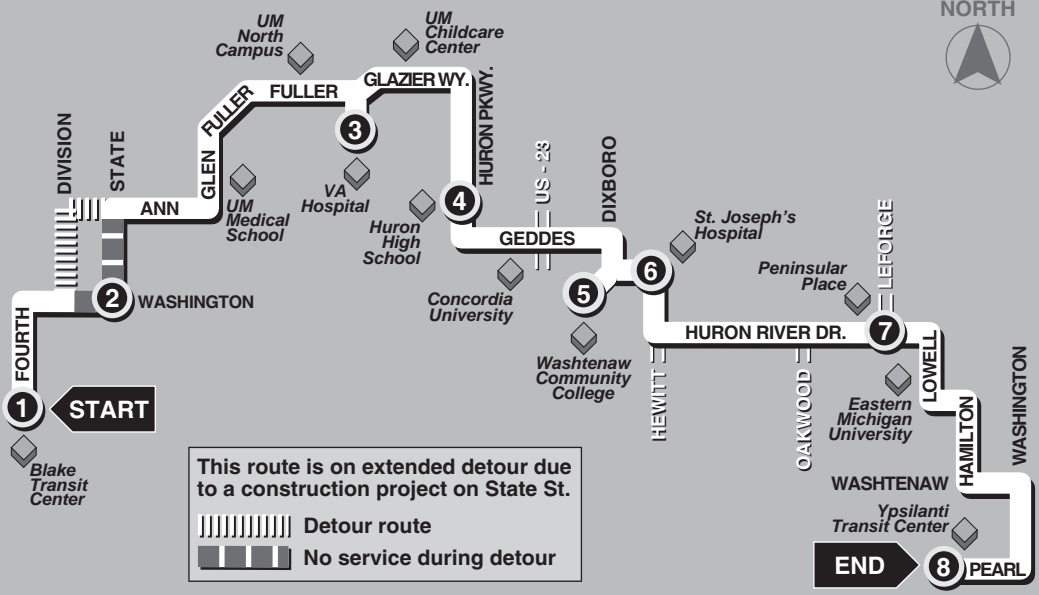 NORTH
UM
North
Campus
UM
Childcare
Center
GLAZIER WY.
FULLER
FULLER
3
HURON PKWY.
DIVISION
STATE
GLEN
ANN
UM
Medical
School
VA
Hospital
4
Huron
High
School
US - 23
DIXBORO
GEDDES
St. Joseph's
Hospital
6
5
Concordia
University
Washtenaw
Community
College
Peninsular
Place
LEFORGE
2
WASHINGTON
FOURTH
1
START
Blake
Transit
Center
HURON RIVER DR.
7
HEWITT
OAKWOOD
Eastern
Michigan
University
LOWELL
HAMILTON
WASHINGTON
WASHTENAW
Ypsilanti
Transit Center
END
8
PEARL
This route is on extended detour due
to a construction project on State St.
Detour route
No service during detour